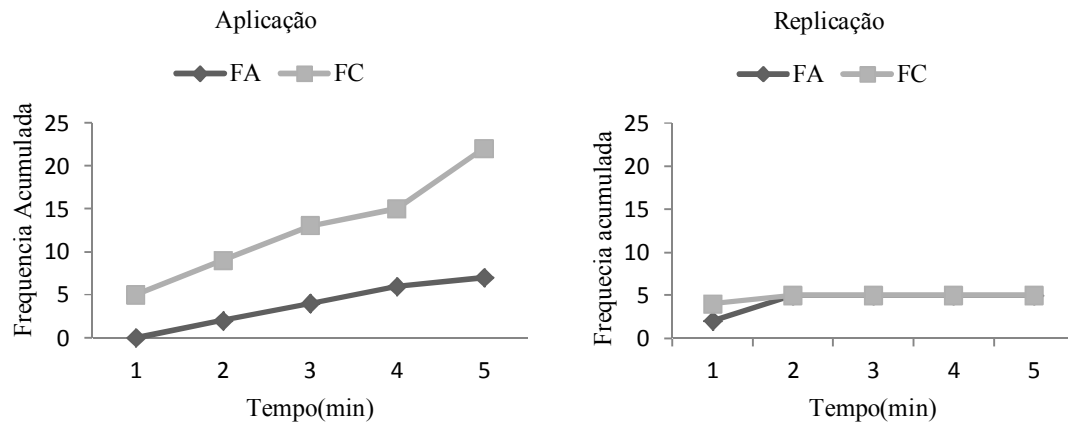 Aplicação
FA FC
Frequencia Acumulada
25
20
15
10
5
0
1 2 3 4 5
Tempo(min)
Replicação
FA FC
Frequecia acumulada
25
20
15
10
5
0
1 2 3 4 5
Tempo(min)